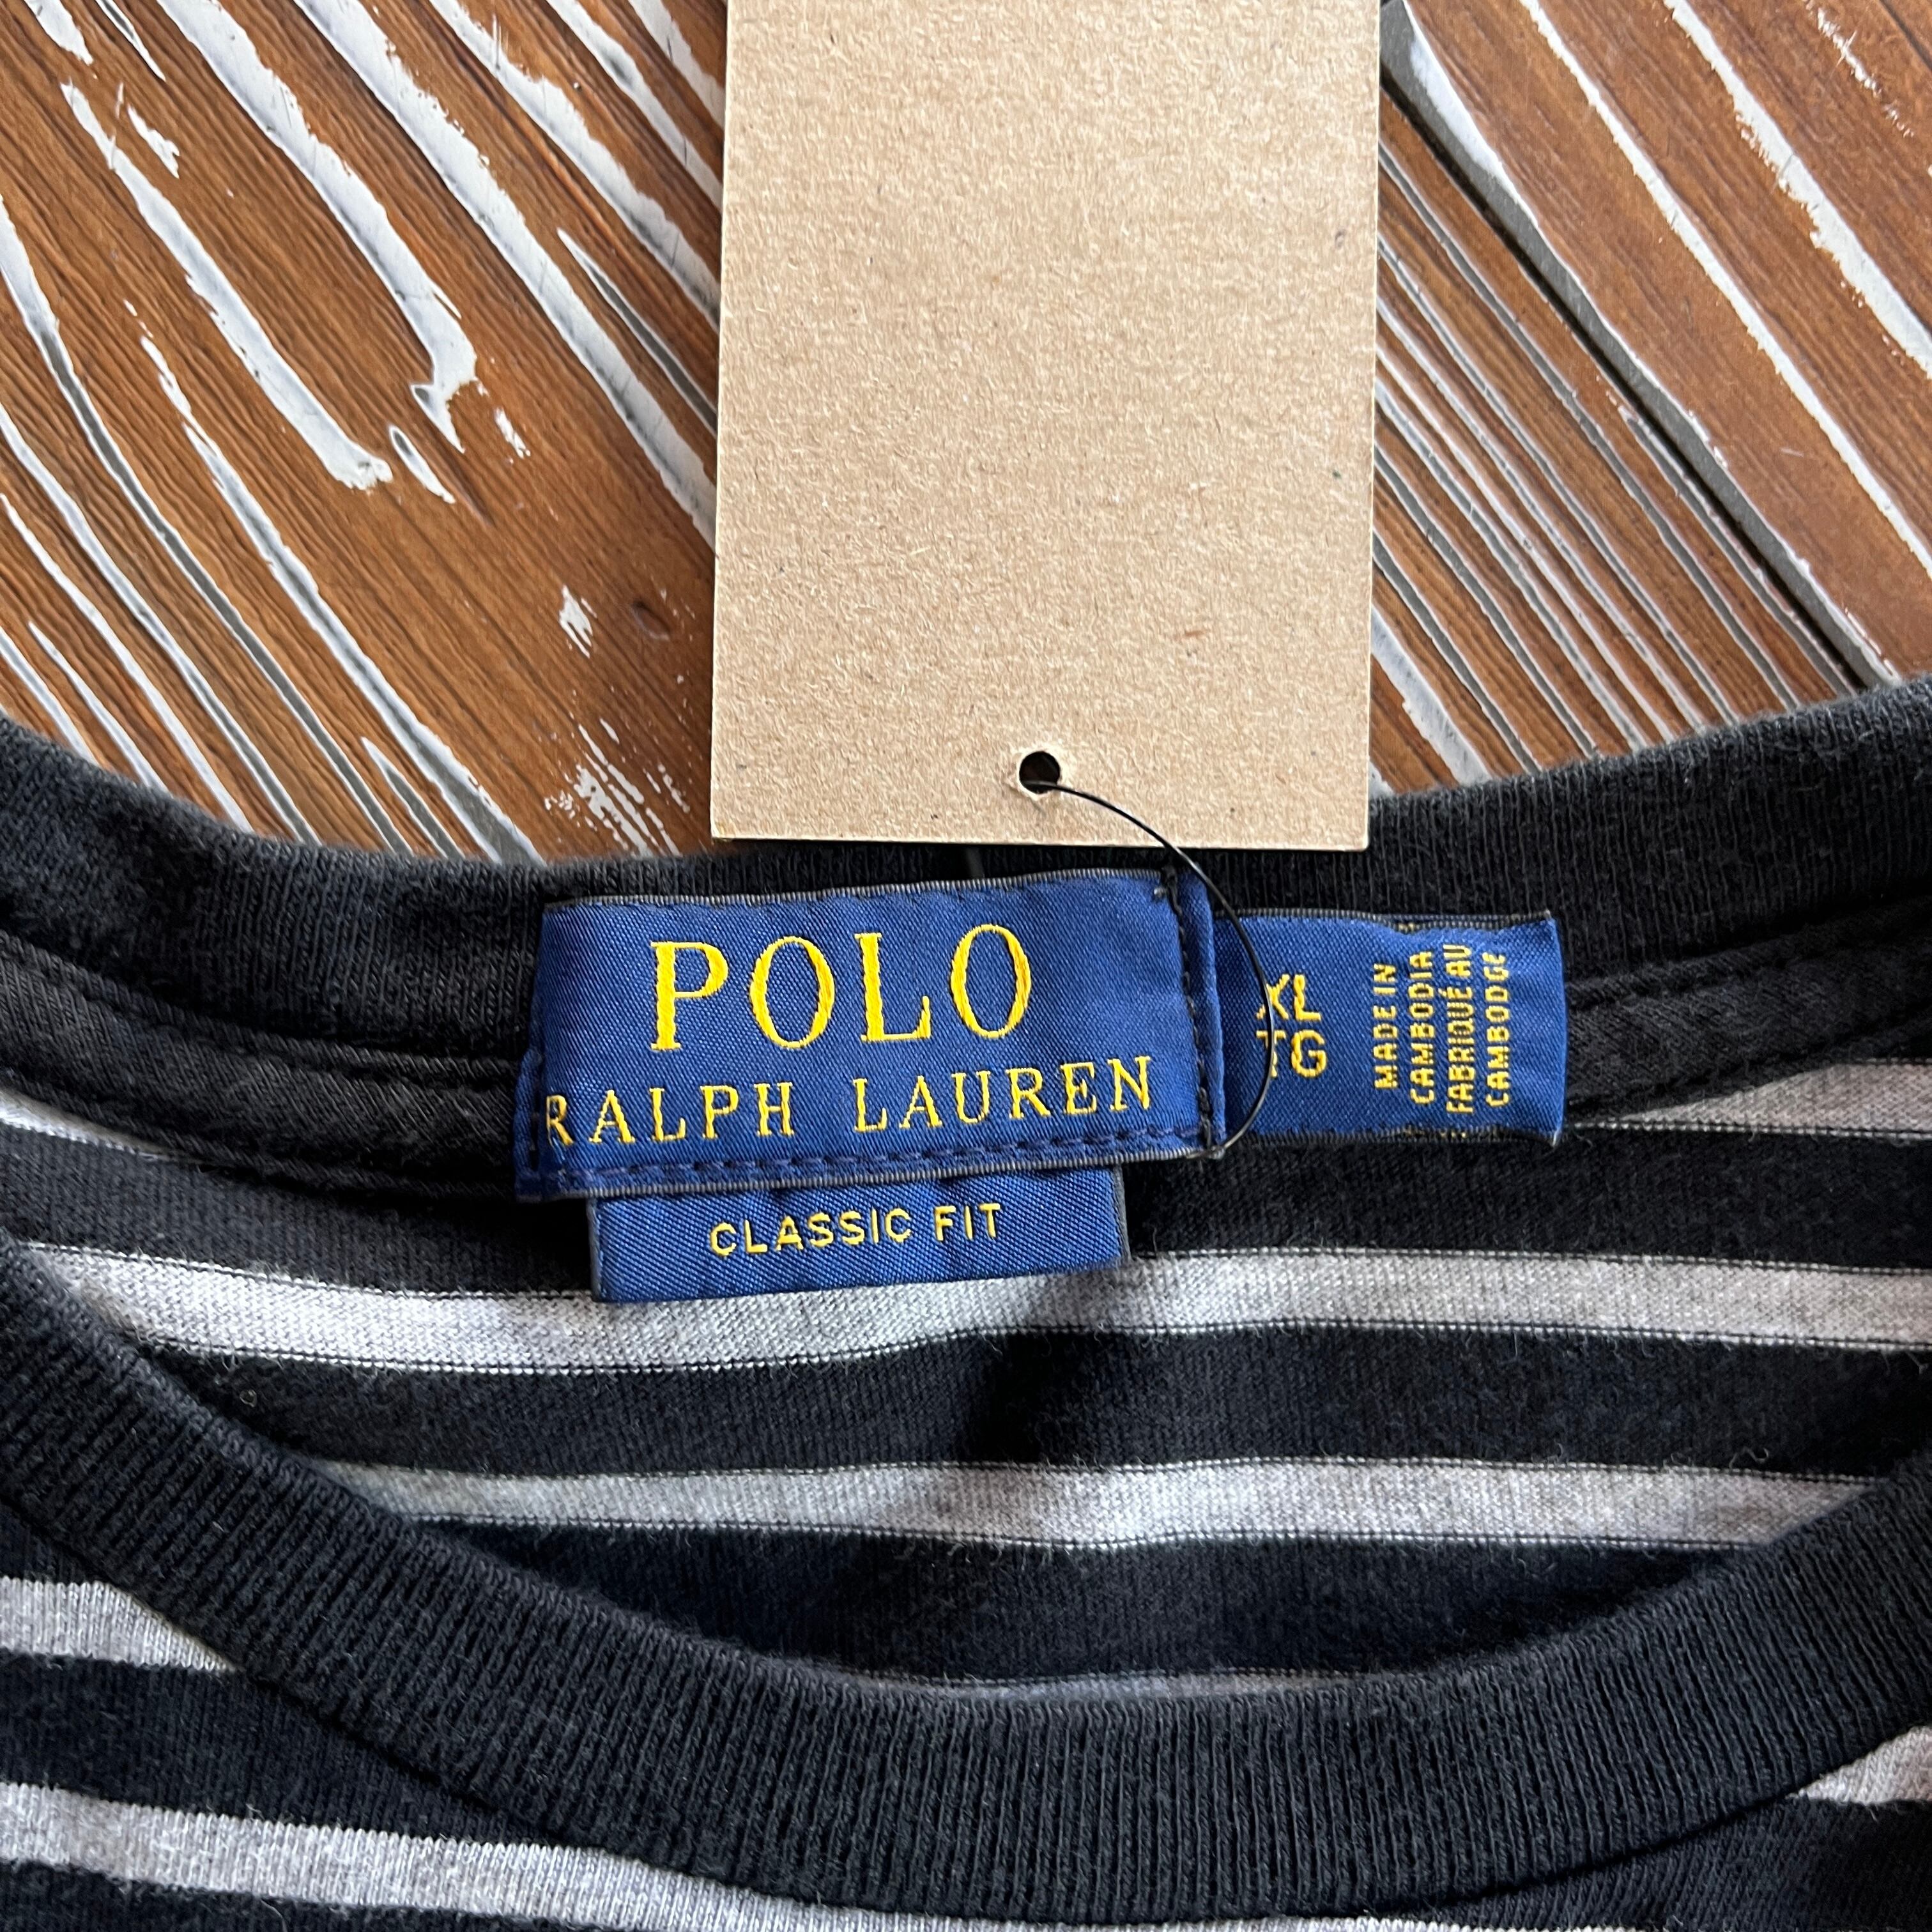 POLO
RALPH LAUREN
CLASSIC FIT
XL
TG
MADE IN
CAMBODIA
FABRIQUÉ AU
CAMBODGE